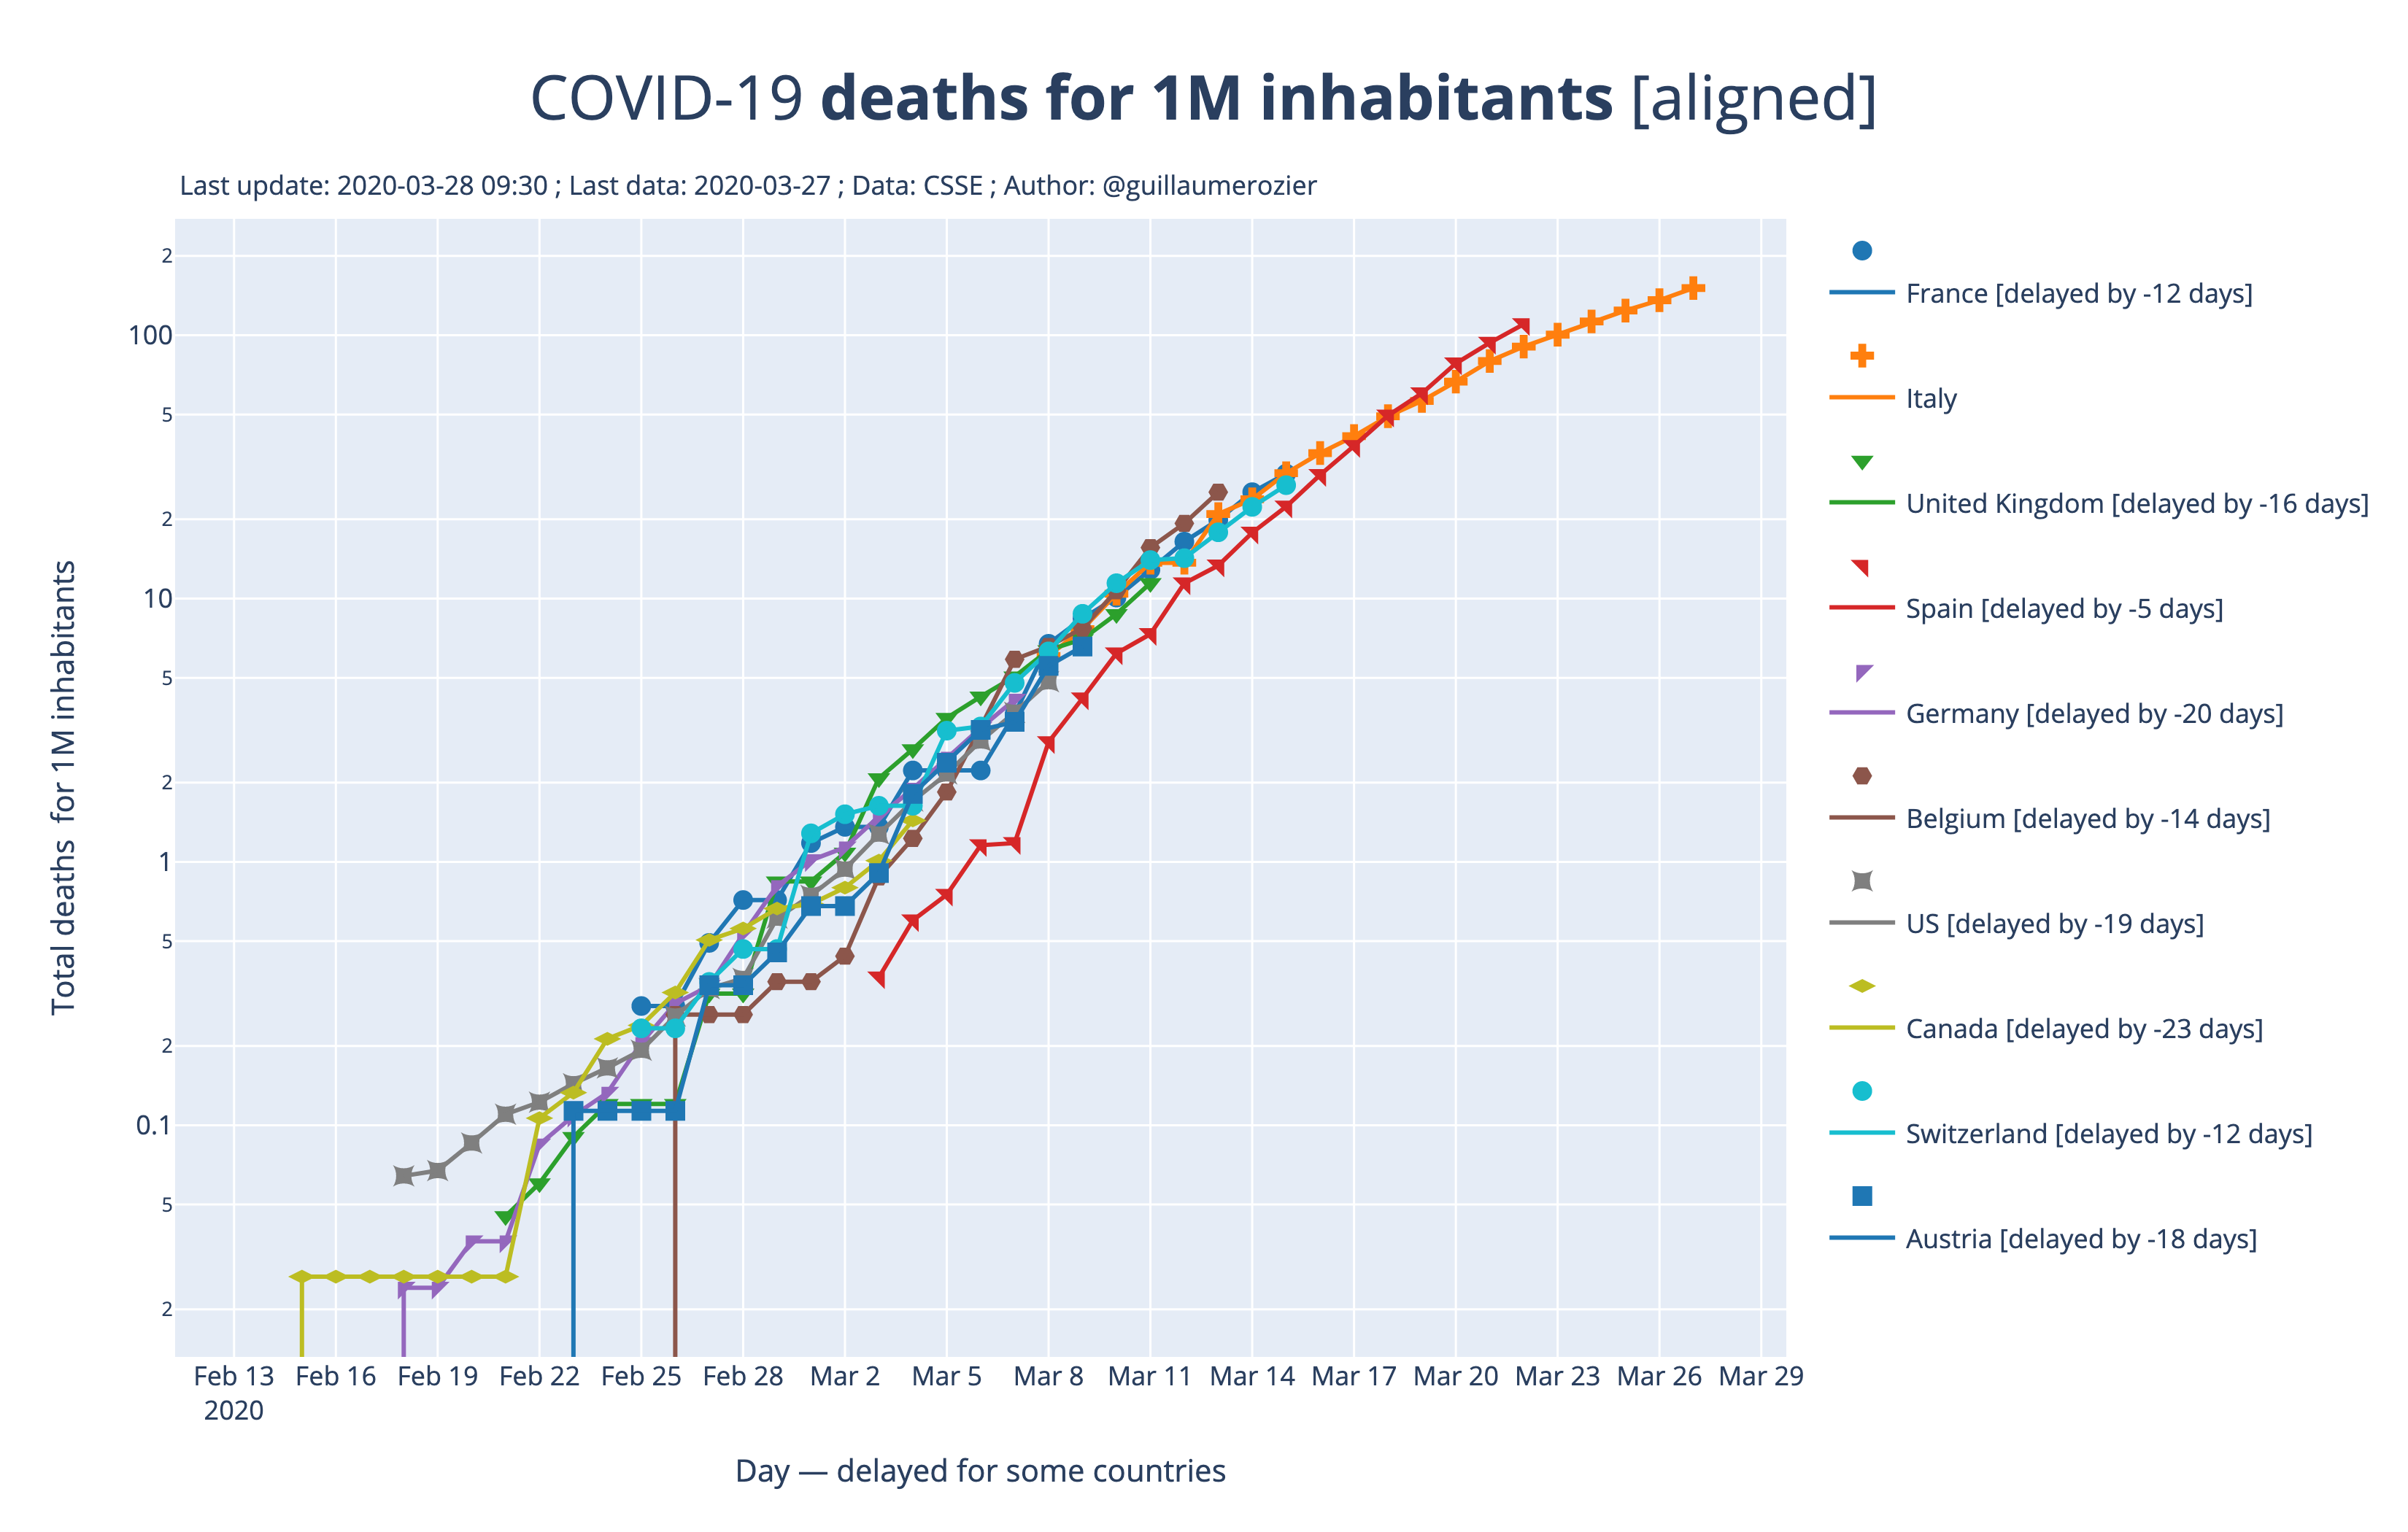 COVID-19 deaths for 1M inhabitants [aligned]
Last update: 2020-03-28 09:30 ; Last data: 2020-03-27 ; Data: CSSE ; Author: @guillaumerozier
Total deaths for 1M inhabitants
2
100
5
2
10
5
2
1
5
2
0.1
5
2
Feb 13 Feb 16 Feb 19 Feb 22 Feb 25 Feb 28 Mar 2 Mar 5 Mar 8 Mar 11 Mar 14 Mar 17 Mar 20 Mar 23 Mar 26 Mar 29
2020
Day — delayed for some countries
France [delayed by -12 days]
Italy
United Kingdom [delayed by -16 days]
Spain [delayed by -5 days]
Germany [delayed by -20 days]
Belgium [delayed by -14 days]
US [delayed by -19 days]
Canada [delayed by -23 days]
Switzerland [delayed by -12 days]
Austria [delayed by -18 days]